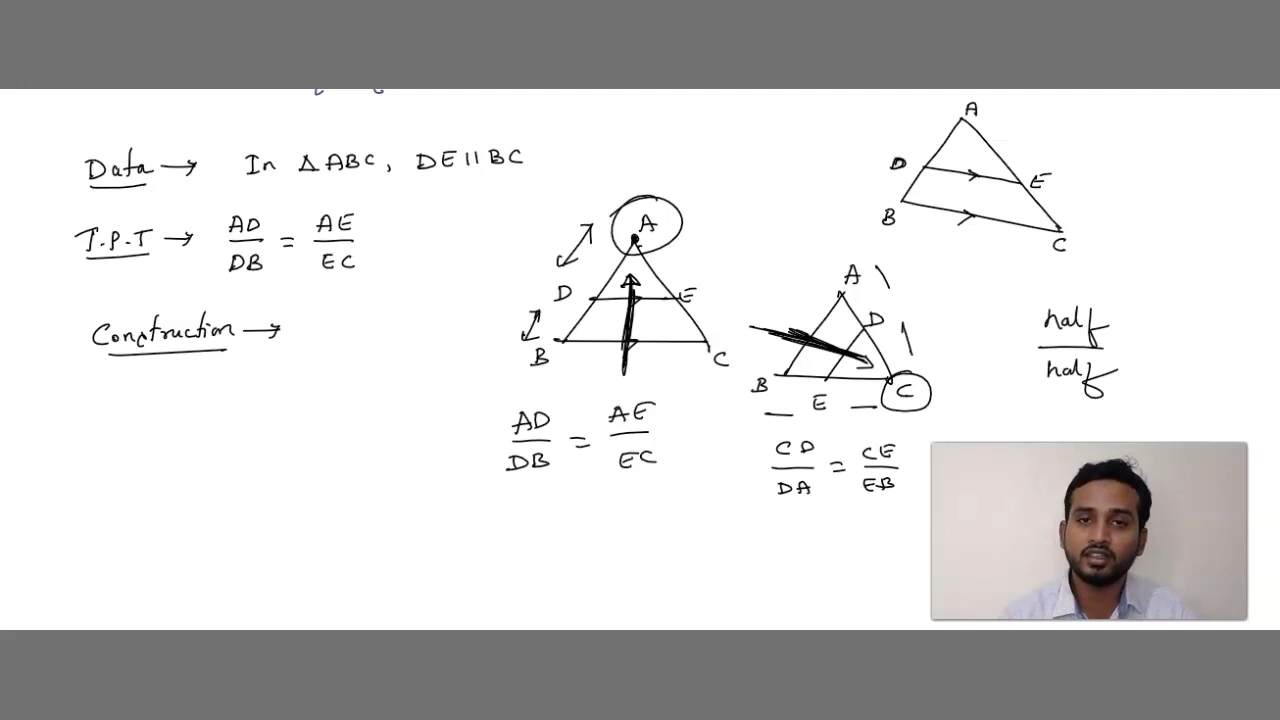 Data → In △ABC, DE || BC
T.P.T → AD/DB = AE/EC
Construction →
A
D E
B C
AD/DB = AE/EC
A
D
B E C
CD/DA = CE/EB
A
D E
B C
half/half